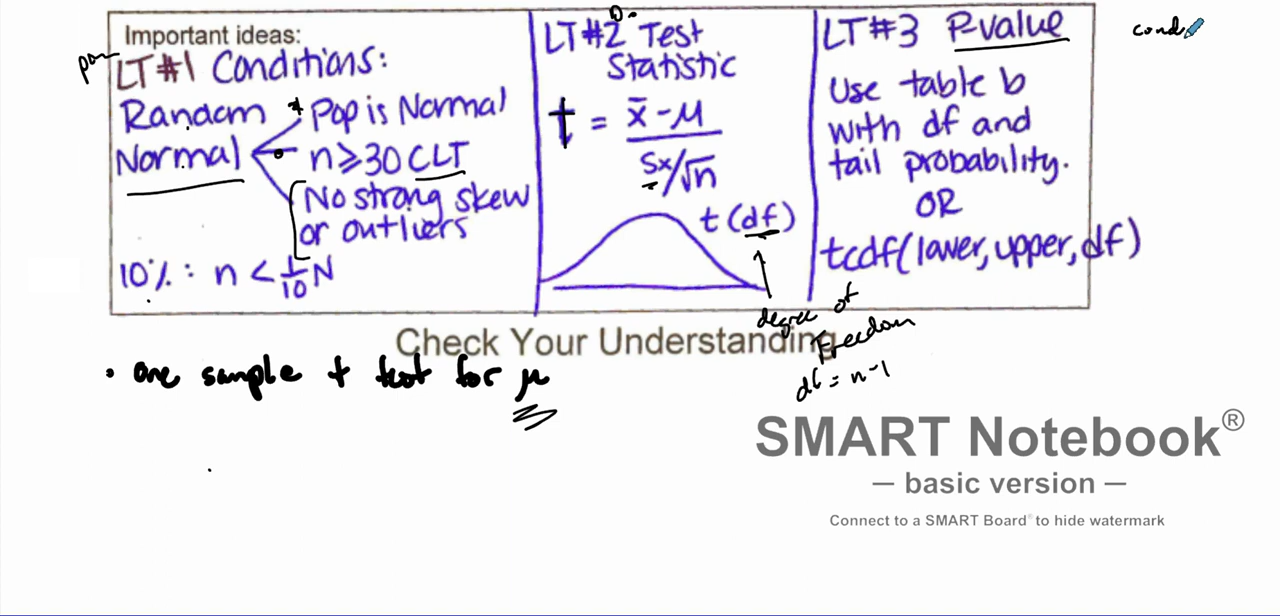 Important ideas:
LT#1 Conditions:
Random
Pop is Normal
Normal
n ≥ 30 CLT
No strong skew
or outliers
10% : n < 1/10 N
LT#2 Test
Statistic
t = x̄ - μ / Sx/√n
t (df)
degree of
Freedom
df = n-1
LT#3 P-value
Use table b
with df and
tail probability.
OR
tcdf(lower, upper, df)
cond
Check Your Understanding
• one sample t test for μ
SMART Notebook®
— basic version —
Connect to a SMART Board® to hide watermark